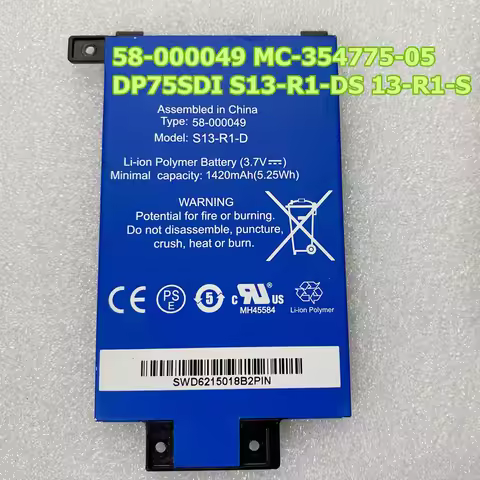 58-000049 MC-354775-05
DP75SDI S13-R1-DS 13-R1-S
Assembled in China
Type: 58-000049
Model: S13-R1-D
Li-ion Polymer Battery (3.7V⎓)
Minimal capacity: 1420mAh(5.25Wh)
WARNING
Potential for fire or burning.
Do not disassemble, puncture,
crush, heat or burn.
CE PS E 5 c RU US
MH45584
Li-ion Polymer
SWD6215018B2PIN